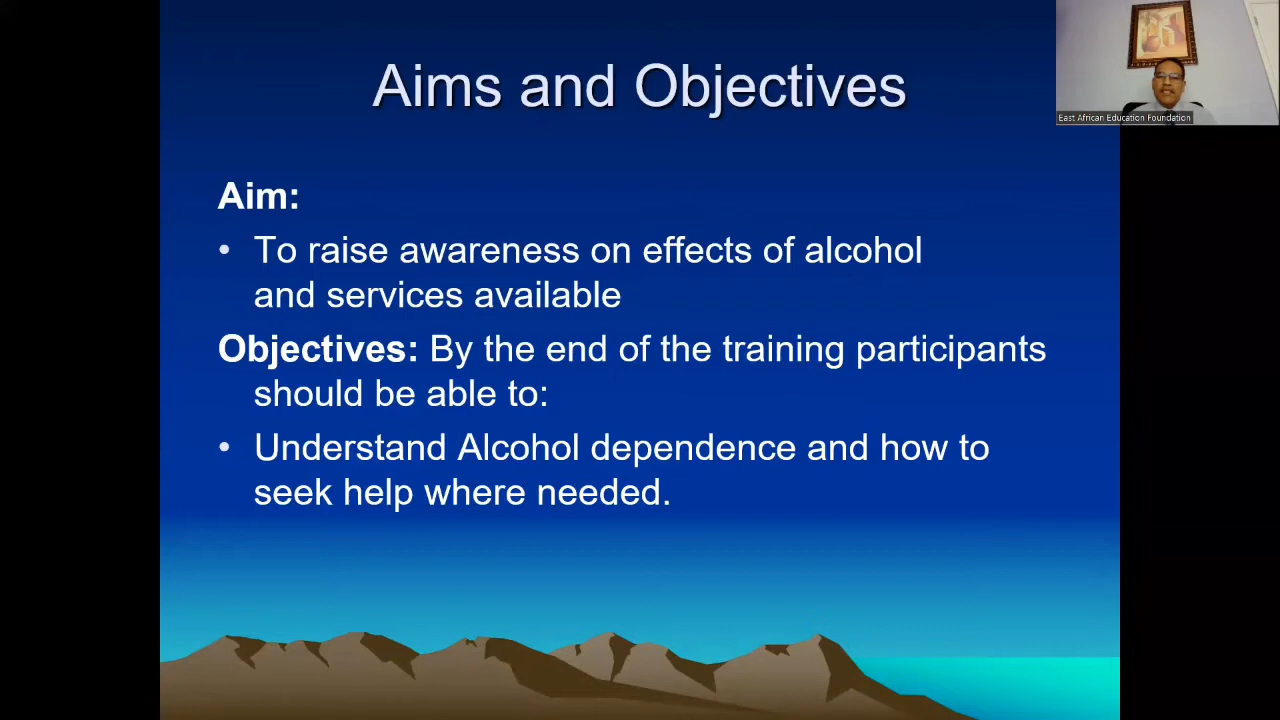 Aims and Objectives
East African Education Foundation
Aim:
• To raise awareness on effects of alcohol
and services available
Objectives: By the end of the training participants
should be able to:
• Understand Alcohol dependence and how to
seek help where needed.